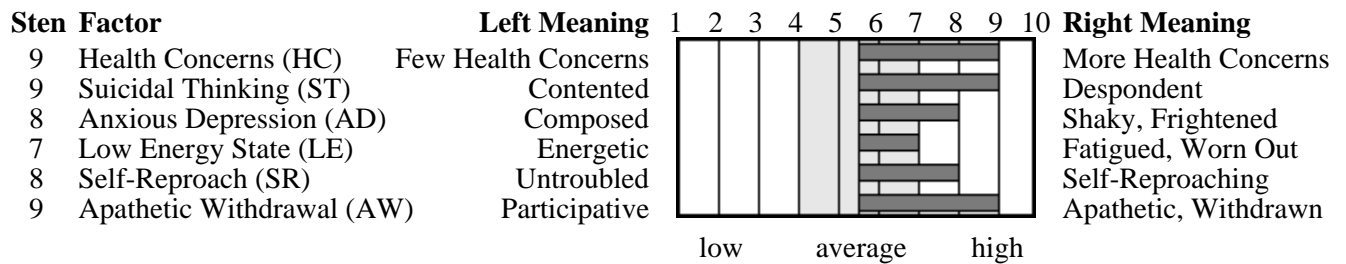 Sten Factor Left Meaning 1 2 3 4 5 6 7 8 9 10 Right Meaning
9 Health Concerns (HC) Few Health Concerns More Health Concerns
9 Suicidal Thinking (ST) Contented Despondent
8 Anxious Depression (AD) Composed Shaky, Frightened
7 Low Energy State (LE) Energetic Fatigued, Worn Out
8 Self-Reproach (SR) Untroubled Self-Reproaching
9 Apathetic Withdrawal (AW) Participative Apathetic, Withdrawn
low average high